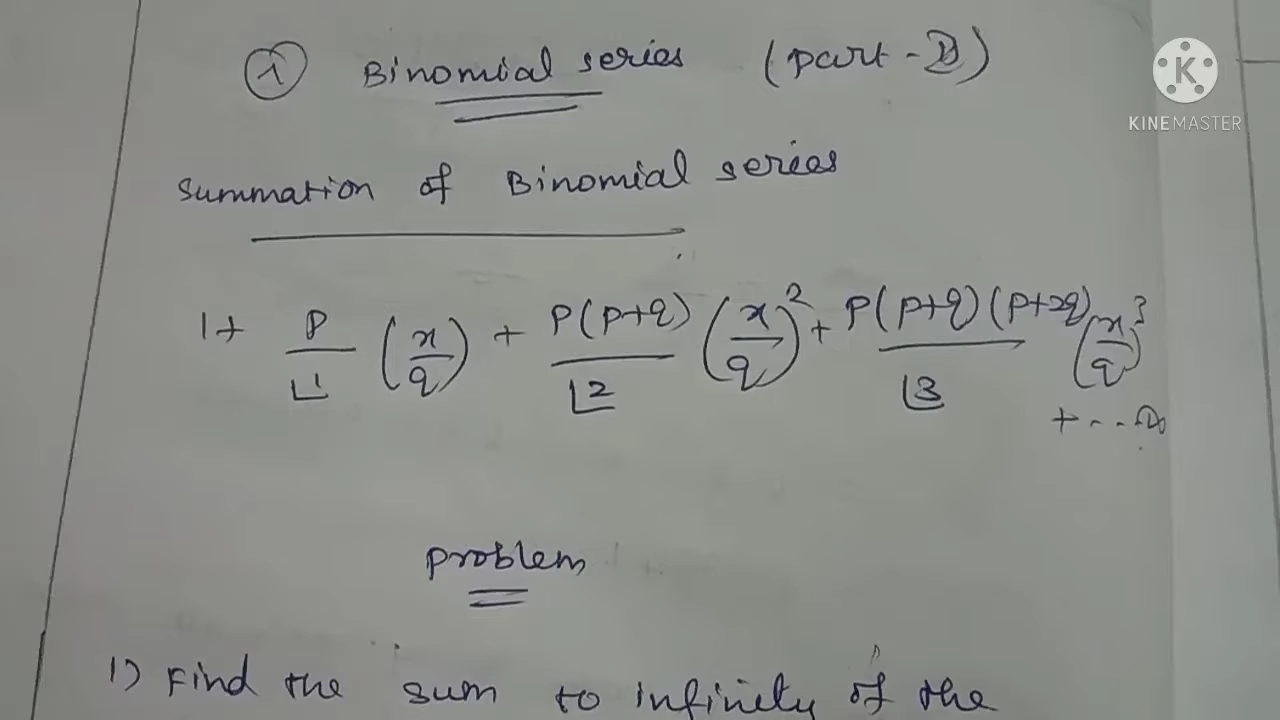 ① Binomial series (part-2)
K
KINEMASTER
Summation of Binomial series
1+ P/⌊1 (x/q) + P(P+q)/⌊2 (x/q)² + P(P+q)(P+2q)/⌊3 (x/q)³
+ - - - ∞
Problem
1) Find the sum to infinity of the